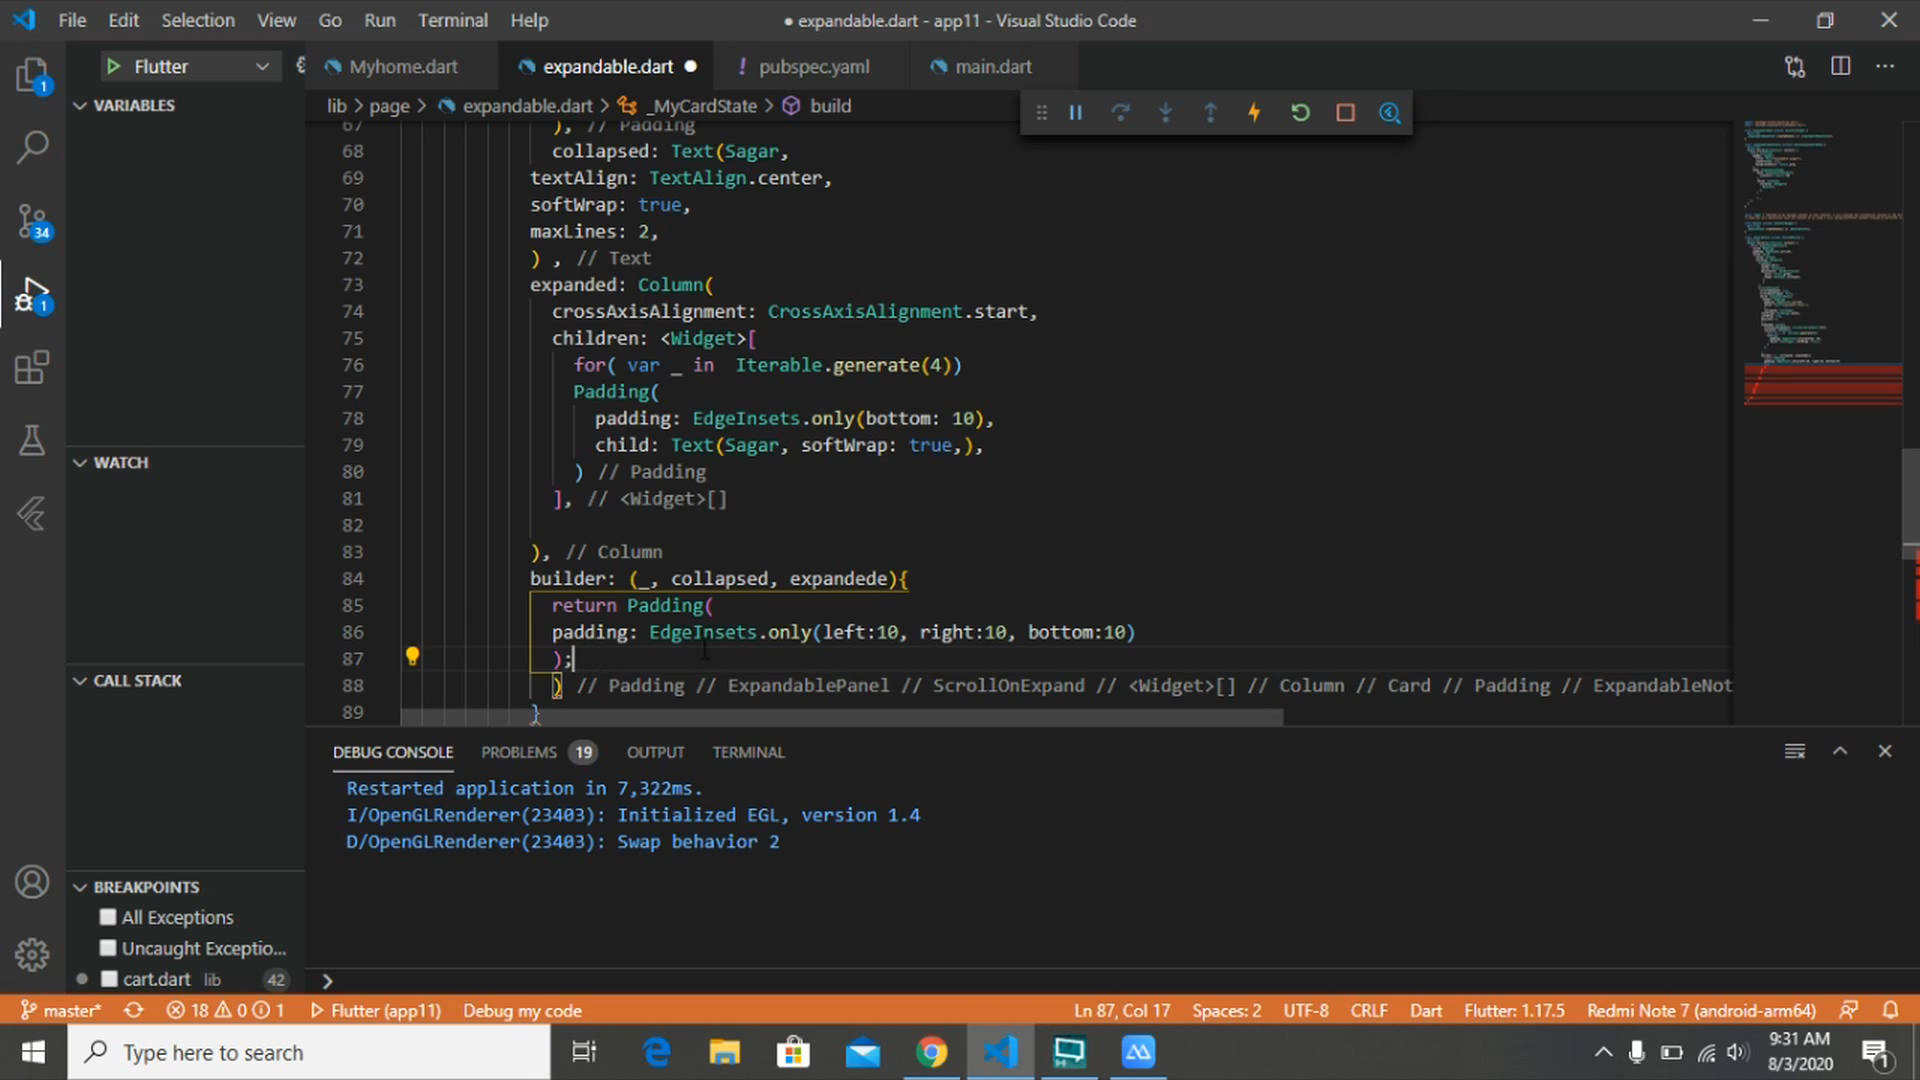 File Edit Selection View Go Run Terminal Help
● expandable.dart - app11 - Visual Studio Code
Flutter
Myhome.dart
expandable.dart ●
! pubspec.yaml
main.dart
lib > page > expandable.dart > _MyCardState > build
VARIABLES
WATCH
CALL STACK
BREAKPOINTS
All Exceptions
Uncaught Exceptio...
cart.dart lib 42
1
34
1
67 ), // Padding
68 collapsed: Text(Sagar,
69 textAlign: TextAlign.center,
70 softWrap: true,
71 maxLines: 2,
72 ) , // Text
73 expanded: Column(
74 crossAxisAlignment: CrossAxisAlignment.start,
75 children: <Widget>[
76 for( var _ in  Iterable.generate(4))
77 Padding(
78 padding: EdgeInsets.only(bottom: 10),
79 child: Text(Sagar, softWrap: true,),
80 ) // Padding
81 ], // <Widget>[]
82
83 ), // Column
84 builder: (_, collapsed, expandede){
85 return Padding(
86 padding: EdgeInsets.only(left:10, right:10, bottom:10)
87 );
88 ) // Padding // ExpandablePanel // ScrollOnExpand // <Widget>[] // Column // Card // Padding // ExpandableNot
89 }
DEBUG CONSOLE PROBLEMS 19 OUTPUT TERMINAL
Restarted application in 7,322ms.
I/OpenGLRenderer(23403): Initialized EGL, version 1.4
D/OpenGLRenderer(23403): Swap behavior 2
master* 18 0 1 Flutter (app11) Debug my code Ln 87, Col 17 Spaces: 2 UTF-8 CRLF Dart Flutter: 1.17.5 Redmi Note 7 (android-arm64)
Type here to search
9:31 AM
8/3/2020
1